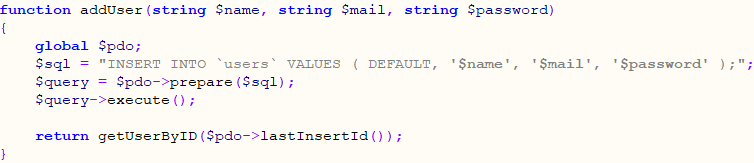 function addUser(string $name, string $mail, string $password)
{
    global $pdo;
    $sql = "INSERT INTO `users` VALUES ( DEFAULT, '$name', '$mail', '$password' );";
    $query = $pdo->prepare($sql);
    $query->execute();

    return getUserByID($pdo->lastInsertId());
}